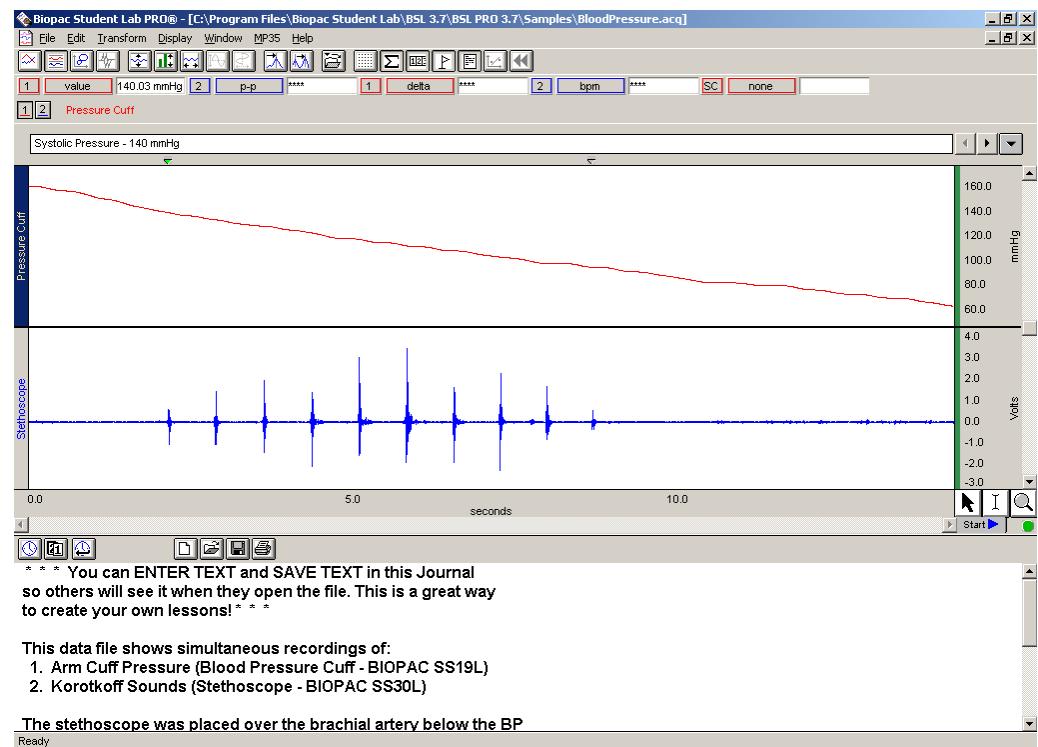 Biopac Student Lab PRO® - [C:\Program Files\Biopac Student Lab\BSL 3.7\BSL PRO 3.7\Samples\BloodPressure.acq]
File Edit Transform Display Window MP35 Help
1 value 140.03 mmHg 2 p-p **** 1 delta **** 2 bpm **** SC none
1 2 Pressure Cuff
Systolic Pressure - 140 mmHg
Pressure Cuff
160.0
140.0
120.0
100.0
80.0
60.0
mmHg
Stethoscope
4.0
3.0
2.0
1.0
0.0
-1.0
-2.0
-3.0
Volts
0.0 5.0 10.0
seconds
Start
* * * You can ENTER TEXT and SAVE TEXT in this Journal
so others will see it when they open the file. This is a great way
to create your own lessons! * * *
This data file shows simultaneous recordings of:
1. Arm Cuff Pressure (Blood Pressure Cuff - BIOPAC SS19L)
2. Korotkoff Sounds (Stethoscope - BIOPAC SS30L)
The stethoscope was placed over the brachial artery below the BP
Ready